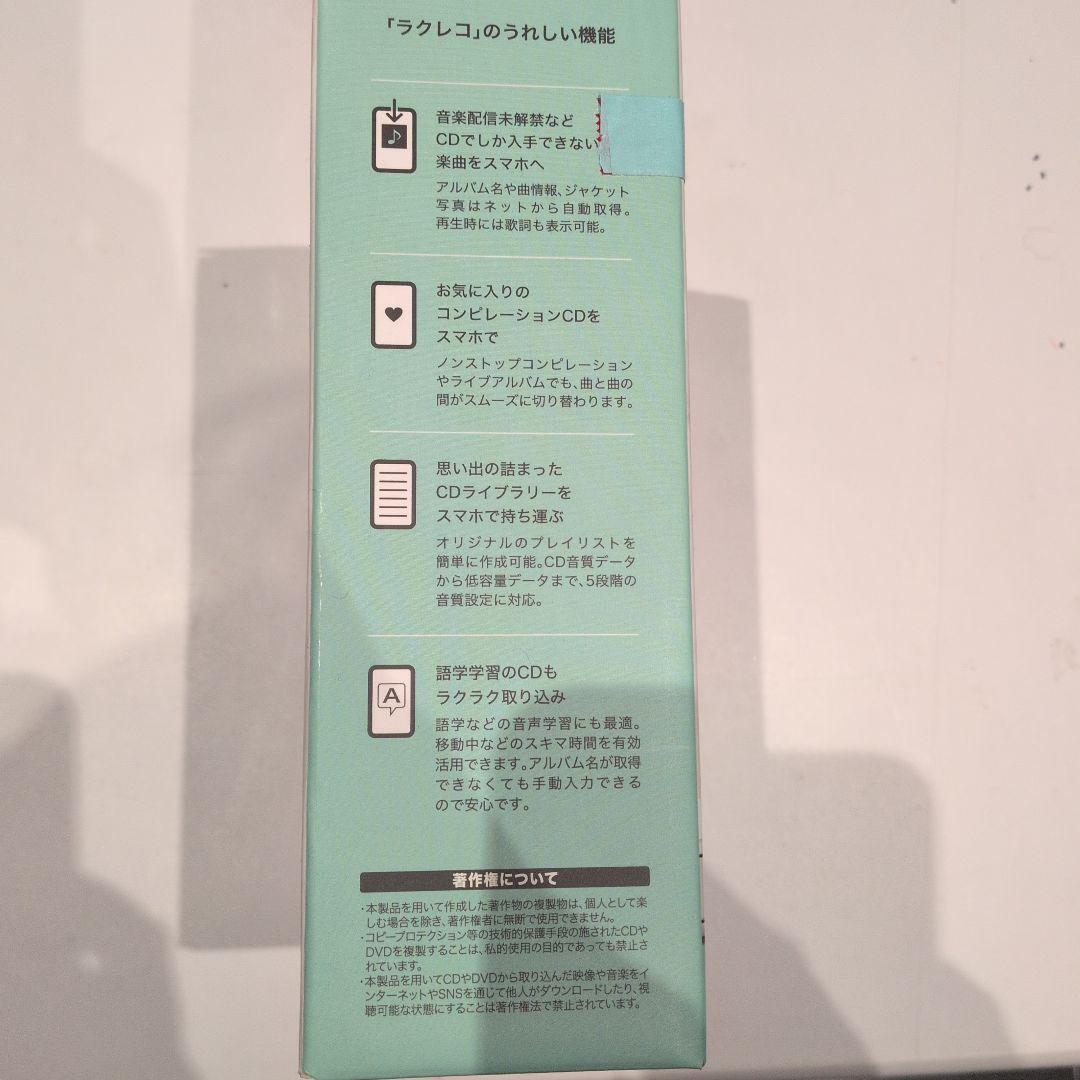 「ラクレコ」のうれしい機能
音楽配信未解禁など
CDでしか入手できない
楽曲をスマホへ
アルバム名や曲情報、ジャケット
写真はネットから自動取得。
再生時には歌詞も表示可能。
お気に入りの
コンピレーションCDを
スマホで
ノンストップコンピレーション
やライブアルバムでも、曲と曲の
間がスムーズに切り替わります。
思い出の詰まった
CDライブラリーを
スマホで持ち運ぶ
オリジナルのプレイリストを
簡単に作成可能。CD音質データ
から低容量データまで、5段階の
音質設定に対応。
A
語学学習のCDも
ラクラク取り込み
語学などの音声学習にも最適。
移動中などのスキマ時間を有効
活用できます。アルバム名が取得
できなくても手動入力できる
ので安心です。
著作権について
・本製品を用いて作成した著作物の複製物は、個人として楽
しむ場合を除き、著作権者に無断で使用できません。
・コピープロテクション等の技術的保護手段の施されたCDや
DVDを複製することは、私的使用の目的であっても禁止さ
れています。
・本製品を用いてCDやDVDから取り込んだ映像や音楽をイ
ンターネットやSNSを通じて他人がダウンロードしたり、視
聴可能な状態にすることは著作権法で禁止されています。